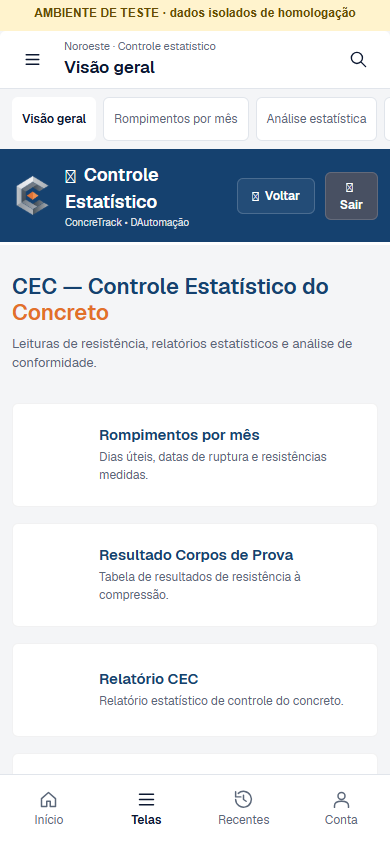 AMBIENTE DE TESTE · dados isolados de homologação
Noroeste · Controle estatístico
Visão geral
Visão geral
Rompimentos por mês
Análise estatística
Controle
Estatístico
ConcreTrack • DAutomação
Voltar
Sair
CEC — Controle Estatístico do
Concreto
Leituras de resistência, relatórios estatísticos e análise de
conformidade.
Rompimentos por mês
Dias úteis, datas de ruptura e resistências
medidas.
Resultado Corpos de Prova
Tabela de resultados de resistência à
compressão.
Relatório CEC
Relatório estatístico de controle do concreto.
Início
Telas
Recentes
Conta